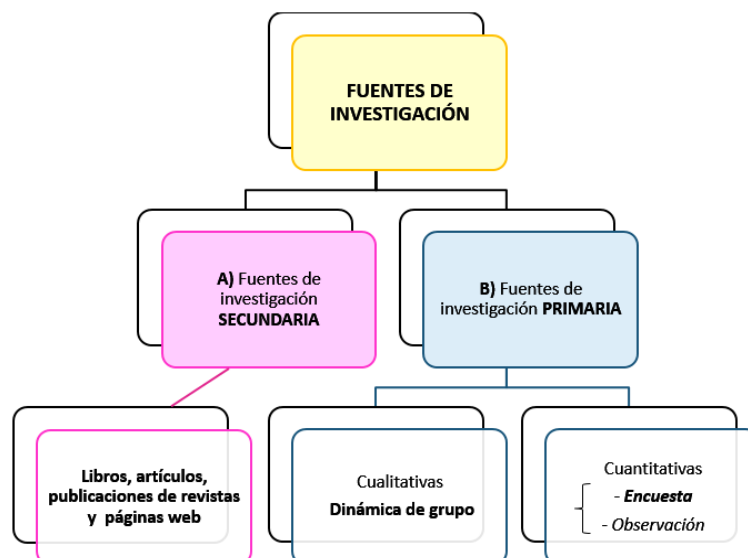 FUENTES DE
INVESTIGACIÓN
A) Fuentes de
investigación
SECUNDARIA
B) Fuentes de
investigación PRIMARIA
Libros, artículos,
publicaciones de revistas
y páginas web
Cualitativas
Dinámica de grupo
Cuantitativas
- Encuesta
- Observación